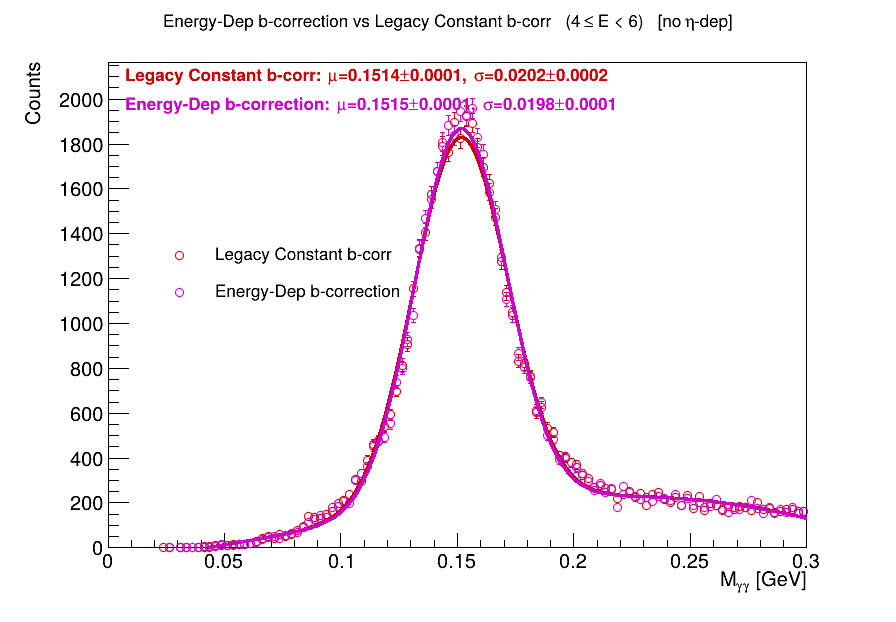 Energy-Dep b-correction vs Legacy Constant b-corr (4 ≤ E < 6) [no η-dep]
Counts
Legacy Constant b-corr: μ=0.1514±0.0001, σ=0.0202±0.0002
Energy-Dep b-correction: μ=0.1515±0.0001, σ=0.0198±0.0001
2000
1800
1600
1400
1200
1000
800
600
400
200
0
Legacy Constant b-corr
Energy-Dep b-correction
0 0.05 0.1 0.15 0.2 0.25 0.3
M_γγ [GeV]